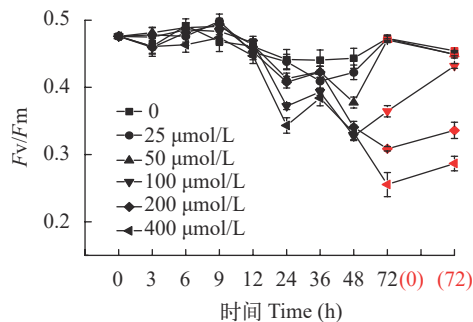 Fv/Fm
0.5
0.4
0.3
0.2
0
25 μmol/L
50 μmol/L
100 μmol/L
200 μmol/L
400 μmol/L
0 3 6 9 12 24 36 48 72(0) (72)
时间 Time (h)